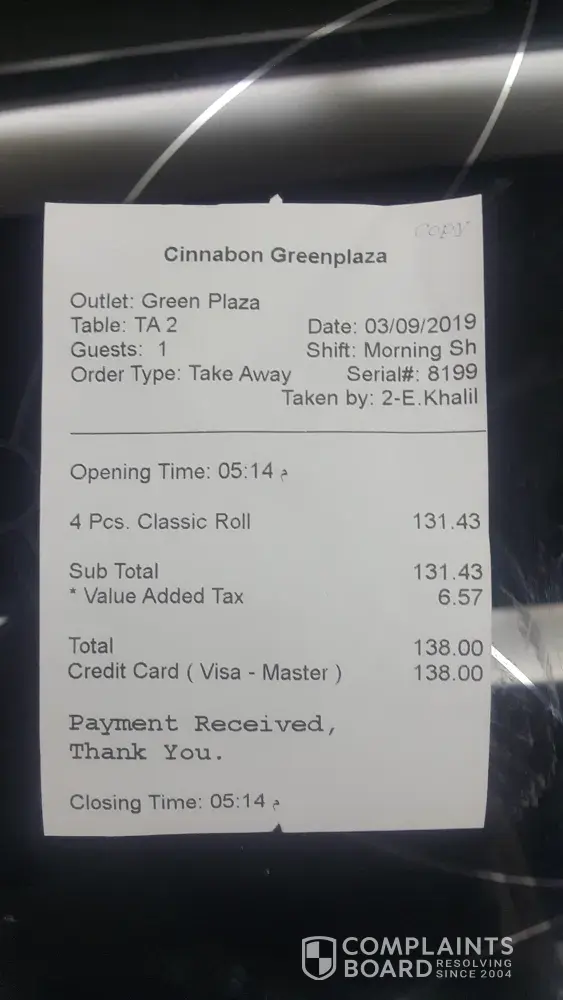 Copy
Cinnabon Greenplaza
Outlet: Green Plaza
Table: TA 2 Date: 03/09/2019
Guests: 1 Shift: Morning Sh
Order Type: Take Away Serial#: 8199
Taken by: 2-E.Khalil
Opening Time: 05:14 م
4 Pcs. Classic Roll 131.43
Sub Total 131.43
* Value Added Tax 6.57
Total 138.00
Credit Card ( Visa - Master ) 138.00
Payment Received,
Thank You.
Closing Time: 05:14 م
COMPLAINTS
BOARD RESOLVING
SINCE 2004